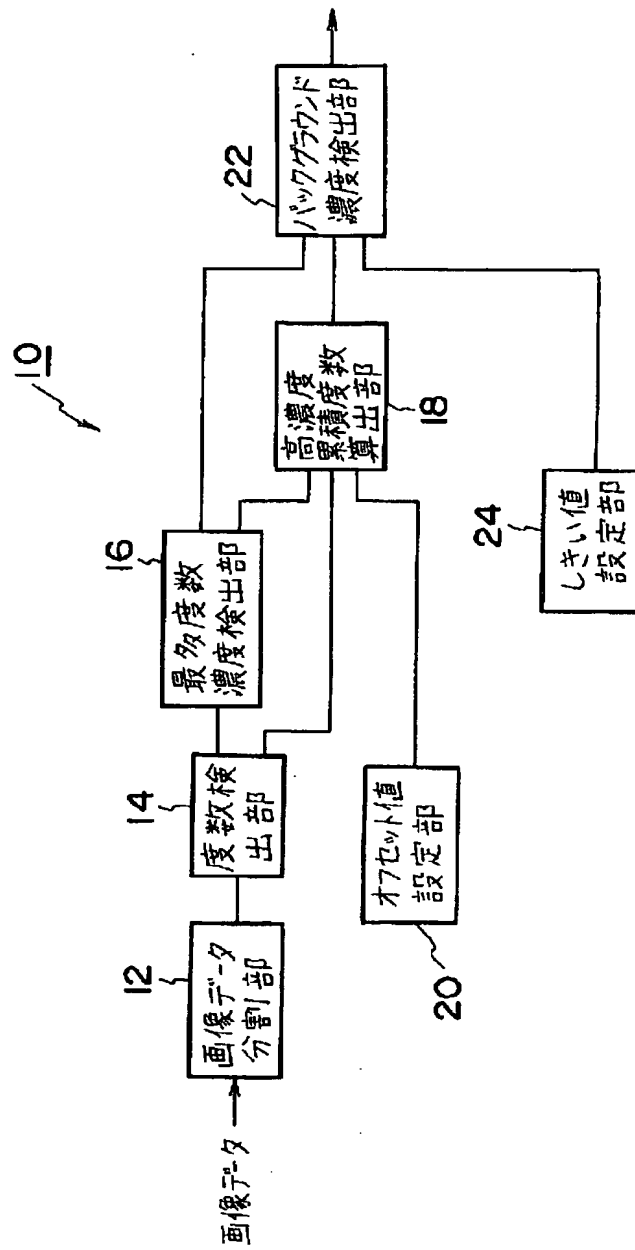 10
画像データ
12
画像データ
分割部
14
度数検
出部
16
最多度数
濃度検出部
高濃度
累積度数
算出部
18
オフセット値
設定部
20
22
バックグラウンド
濃度検出部
24
しきい値
設定部